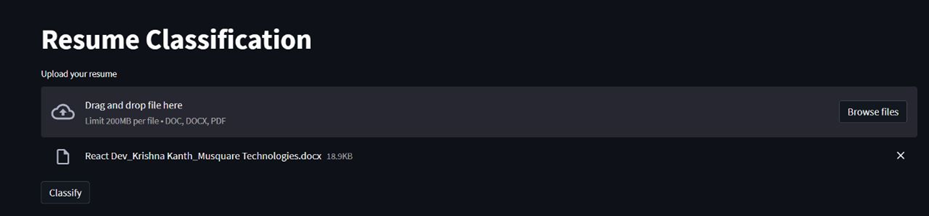 Resume Classification
Upload your resume
Drag and drop file here
Limit 200MB per file • DOC, DOCX, PDF
Browse files
React Dev_Krishna Kanth_Musquare Technologies.docx 18.9KB
Classify